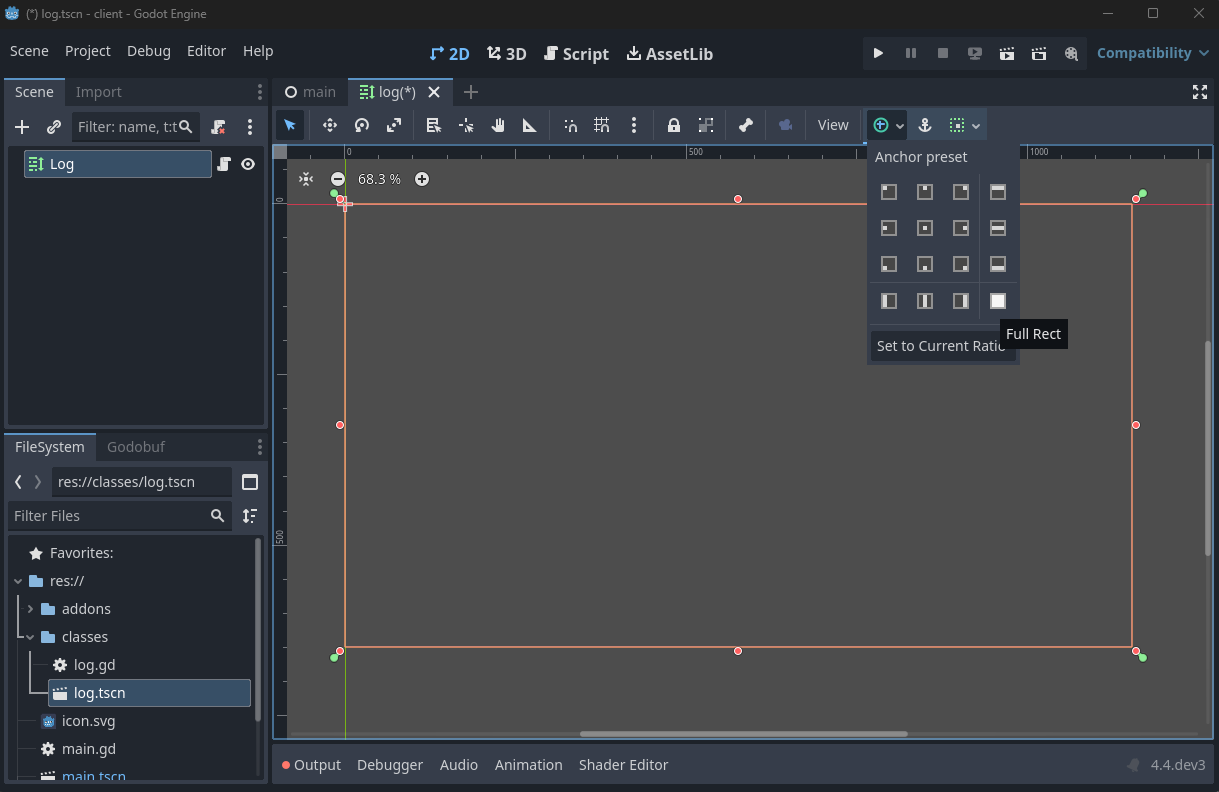 (*) log.tscn - client - Godot Engine
Scene Project Debug Editor Help
2D 3D Script AssetLib
Compatibility
Scene Import
main log(*)
Filter: name, t:t
View
Log
0 500 1000
68.3 %
0
500
Anchor preset
Full Rect
Set to Current Ratio
FileSystem Godobuf
res://classes/log.tscn
Filter Files
Favorites:
res://
addons
classes
log.gd
log.tscn
icon.svg
main.gd
main.tscn
Output Debugger Audio Animation Shader Editor
4.4.dev3